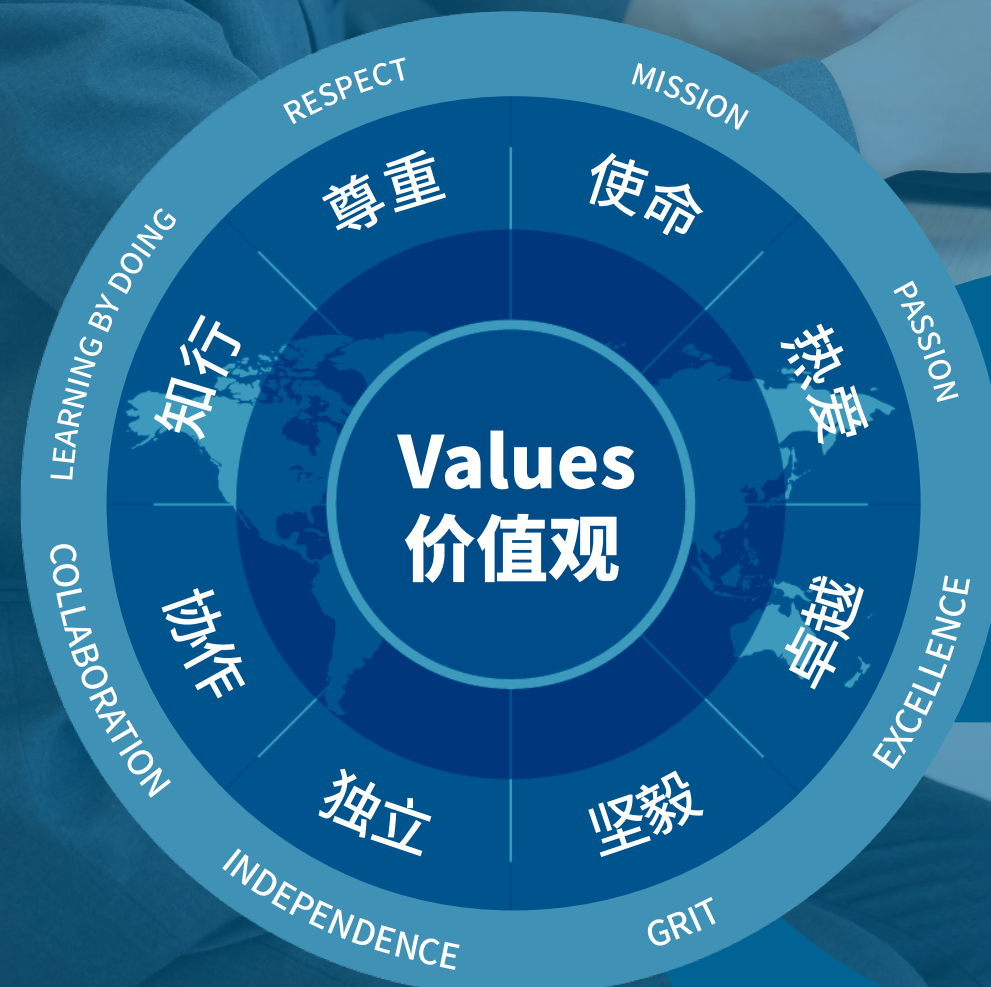 Values
价值观
MISSION
使命
PASSION
热爱
EXCELLENCE
卓越
GRIT
坚毅
INDEPENDENCE
独立
COLLABORATION
协作
LEARNING BY DOING
知行
RESPECT
尊重